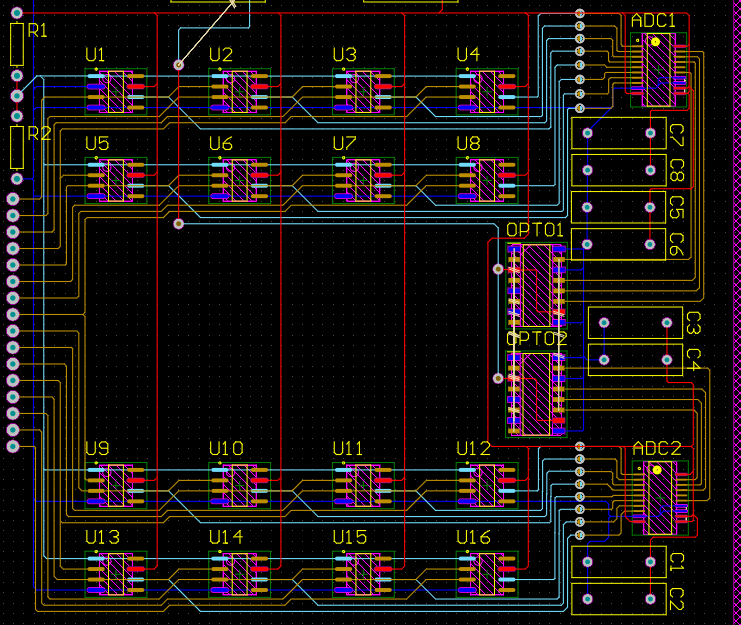 R1
ADC1
U1 U2 U3 U4
R2
C7
U5 U6 U7 U8
C8
C5
OPTO1
C6
C3
OPTO2
C4
U9 U10 U11 U12
ADC2
U13 U14 U15 U16
C1
C2